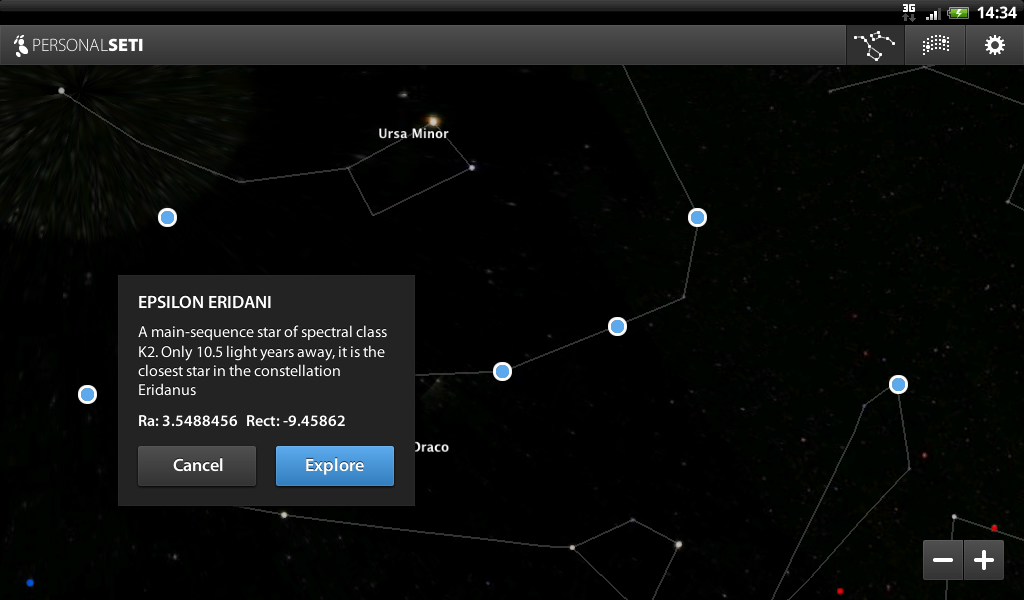 3G 14:34
PERSONALSETI
Ursa Minor
EPSILON ERIDANI
A main-sequence star of spectral class
K2. Only 10.5 light years away, it is the
closest star in the constellation
Eridanus
Ra: 3.5488456 Rect: -9.45862
Draco
Cancel Explore